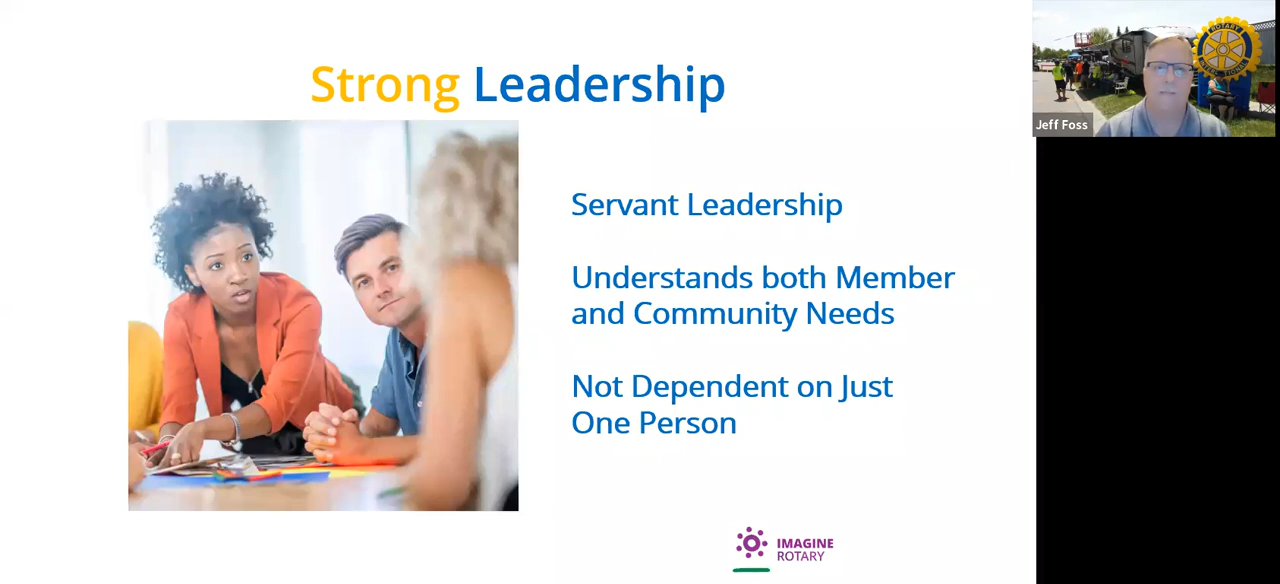 Strong Leadership
Servant Leadership
Understands both Member
and Community Needs
Not Dependent on Just
One Person
IMAGINE
ROTARY
ROTARY
Jeff Foss